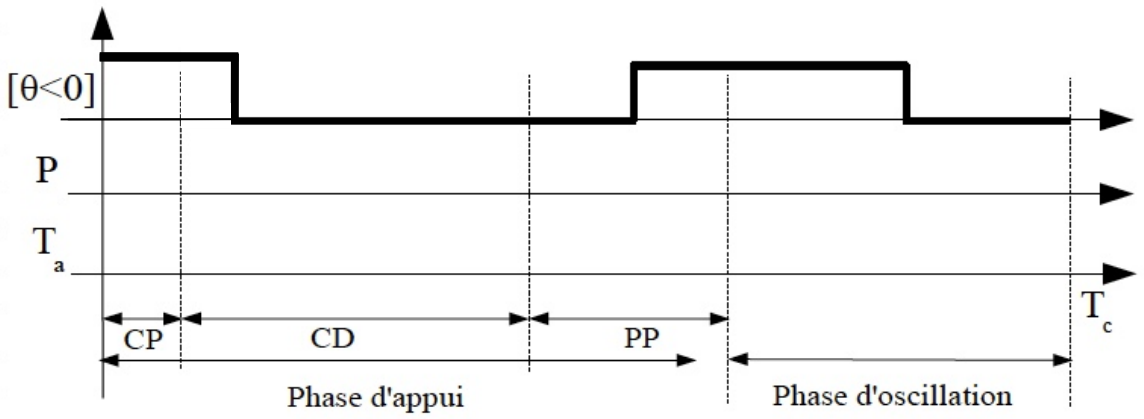 [θ<0]
P
Ta
Tc
CP CD PP
Phase d'appui Phase d'oscillation